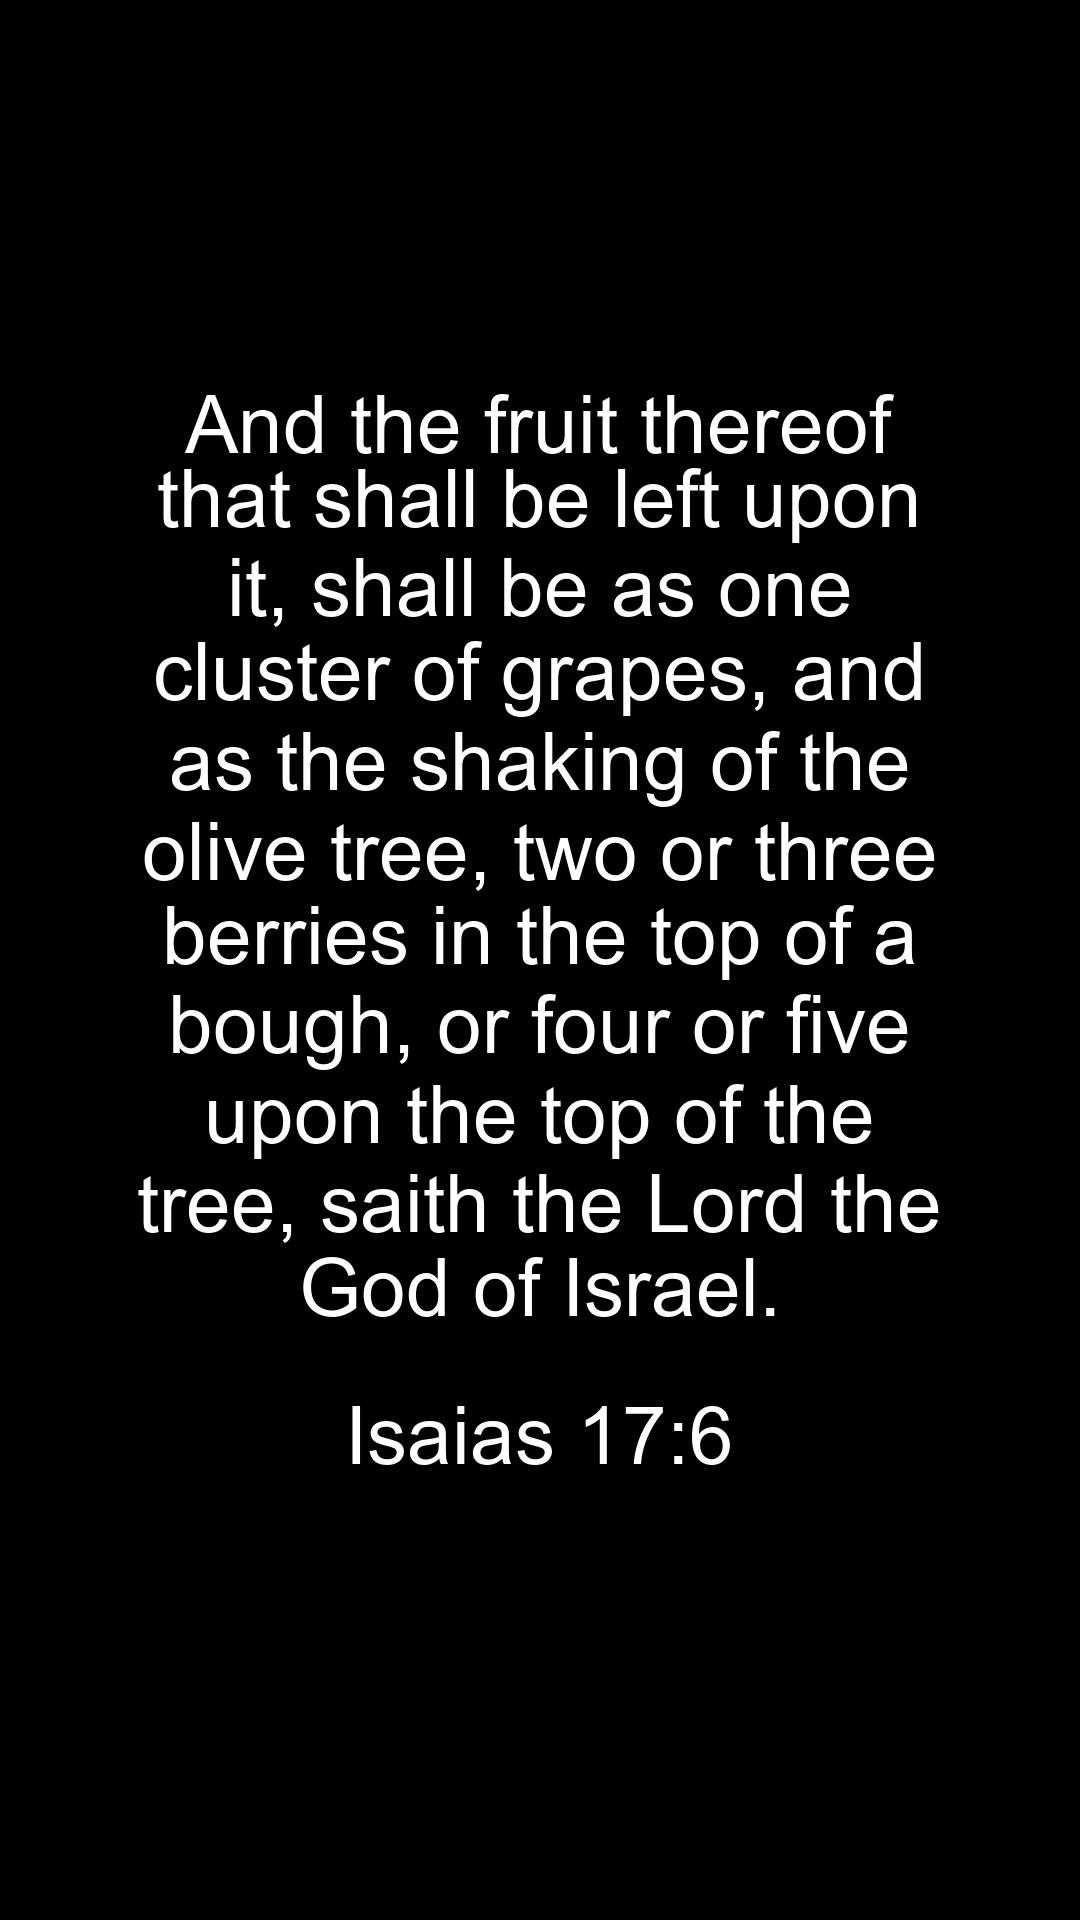 And the fruit thereof
that shall be left upon
it, shall be as one
cluster of grapes, and
as the shaking of the
olive tree, two or three
berries in the top of a
bough, or four or five
upon the top of the
tree, saith the Lord the
God of Israel.
Isaias 17:6